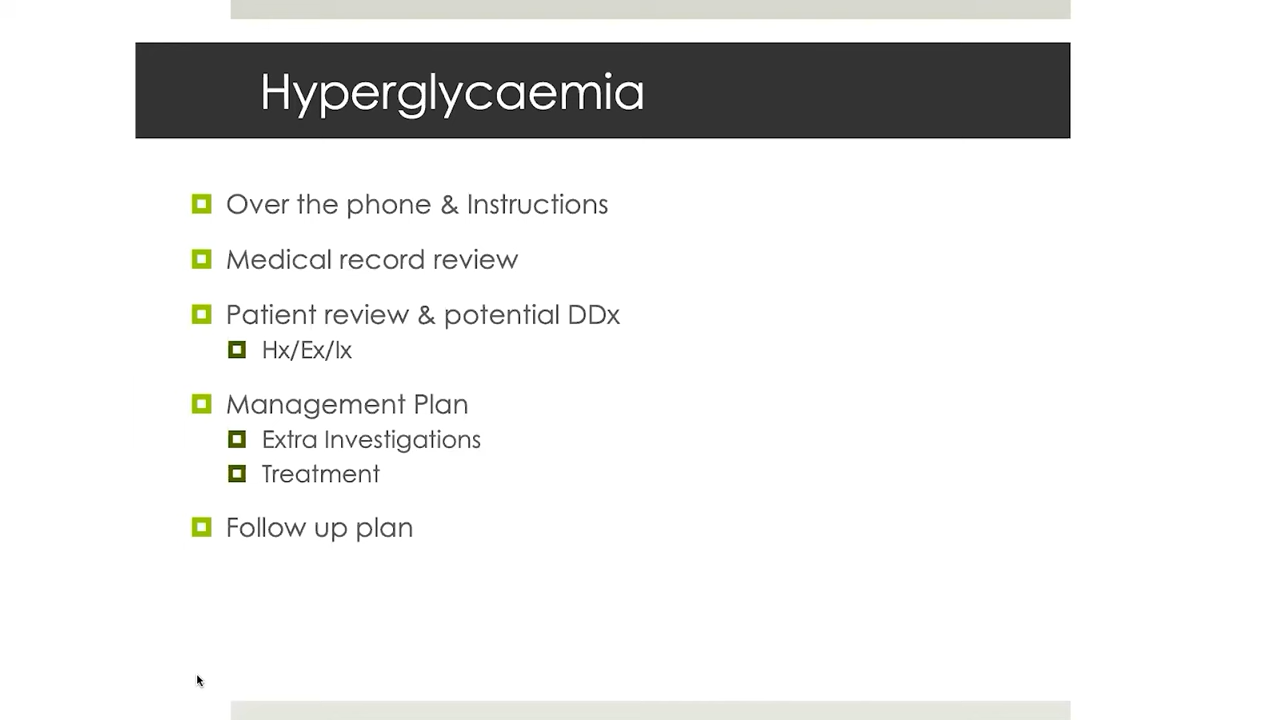 Hyperglycaemia
Over the phone & Instructions
Medical record review
Patient review & potential DDx
Hx/Ex/Ix
Management Plan
Extra Investigations
Treatment
Follow up plan